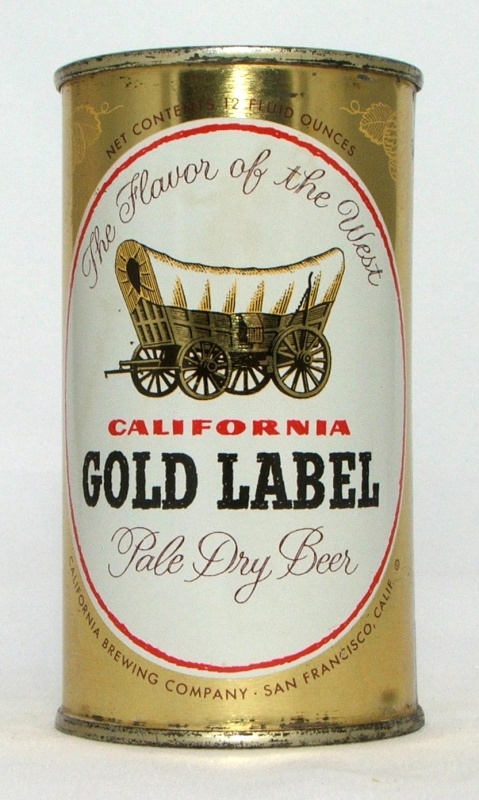 NET CONTENTS 12 FLUID OUNCES
The Flavor of the West
CALIFORNIA
GOLD LABEL
Pale Dry Beer
CALIFORNIA BREWING COMPANY · SAN FRANCISCO, CALIF. ®